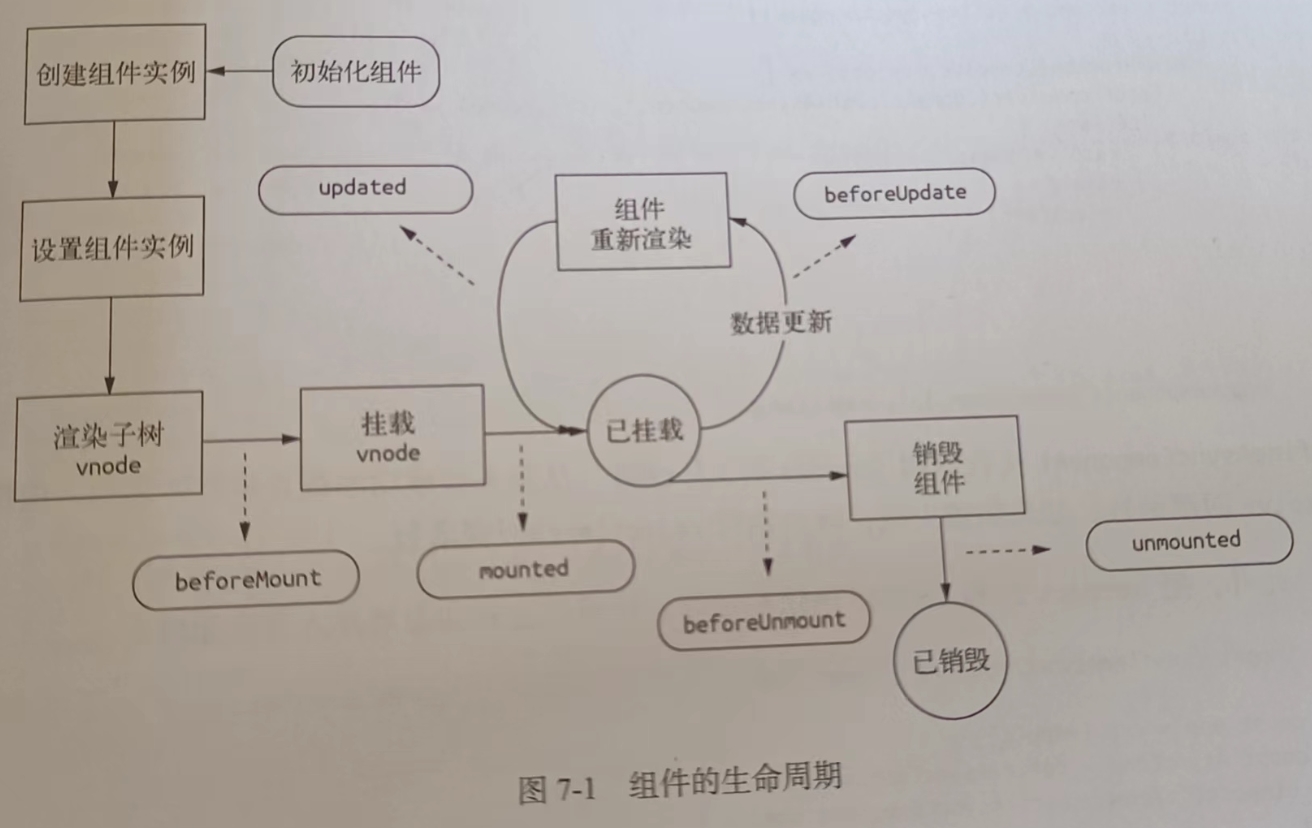 创建组件实例
初始化组件
设置组件实例
updated
组件
重新渲染
beforeUpdate
数据更新
渲染子树
vnode
挂载
vnode
已挂载
销毁
组件
beforeMount
mounted
beforeUnmount
unmounted
已销毁
图 7-1 组件的生命周期